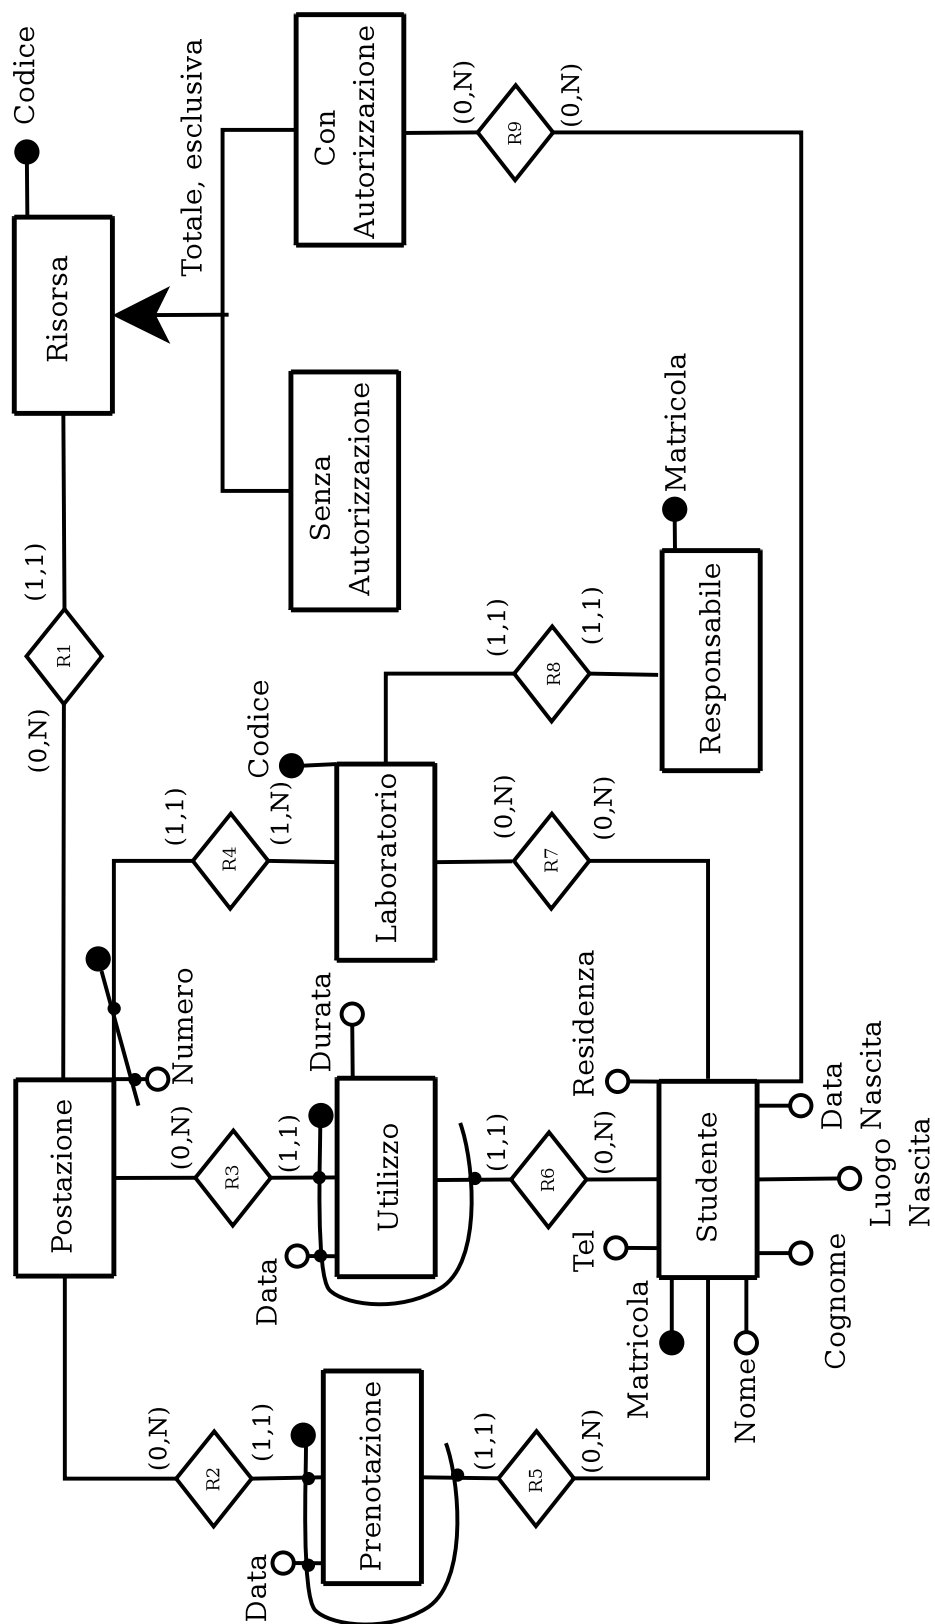 Codice
Risorsa
Totale, esclusiva
Con
Autorizzazione
Senza
Autorizzazione
(0,N)
R9
(0,N)
(1,1)
R1
(0,N)
Matricola
Responsabile
(1,1)
R8
(1,1)
Codice
Laboratorio
(1,1)
R4
(1,N)
(0,N)
R7
(0,N)
Numero
Postazione
(0,N)
R3
(1,1)
Durata
Utilizzo
Data
(1,1)
R6
(0,N)
Residenza
Studente
Tel
Matricola
Nome
Cognome
Luogo
Nascita
Data
Nascita
(0,N)
R2
(1,1)
Prenotazione
Data
(1,1)
R5
(0,N)